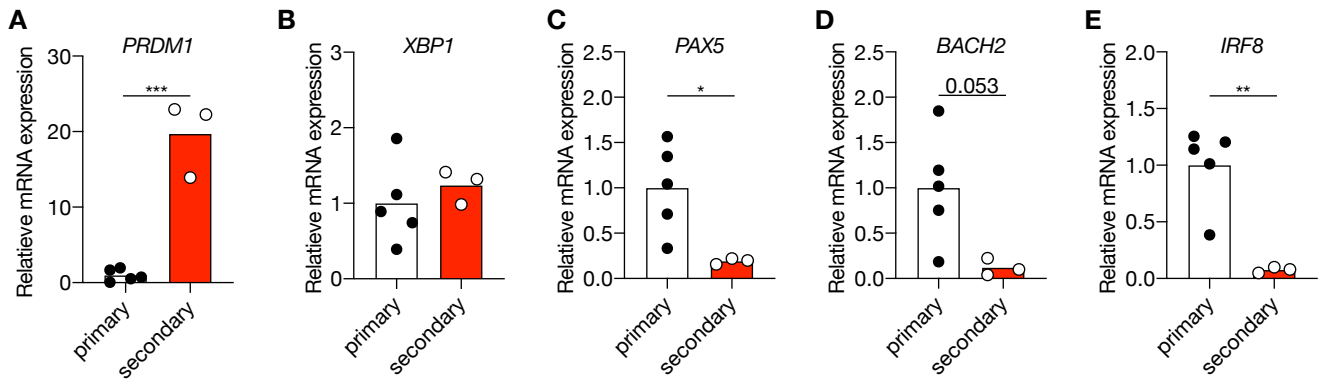 A
PRDM1
Relatieve mRNA expression
30
20
10
0
***
primary
secondary
B
XBP1
Relatieve mRNA expression
3
2
1
0
primary
secondary
C
PAX5
Relatieve mRNA expression
2.5
2.0
1.5
1.0
0.5
0.0
*
primary
secondary
D
BACH2
Relatieve mRNA expression
2.5
2.0
1.5
1.0
0.5
0.0
0.053
primary
secondary
E
IRF8
Relatieve mRNA expression
2.0
1.5
1.0
0.5
0.0
**
primary
secondary